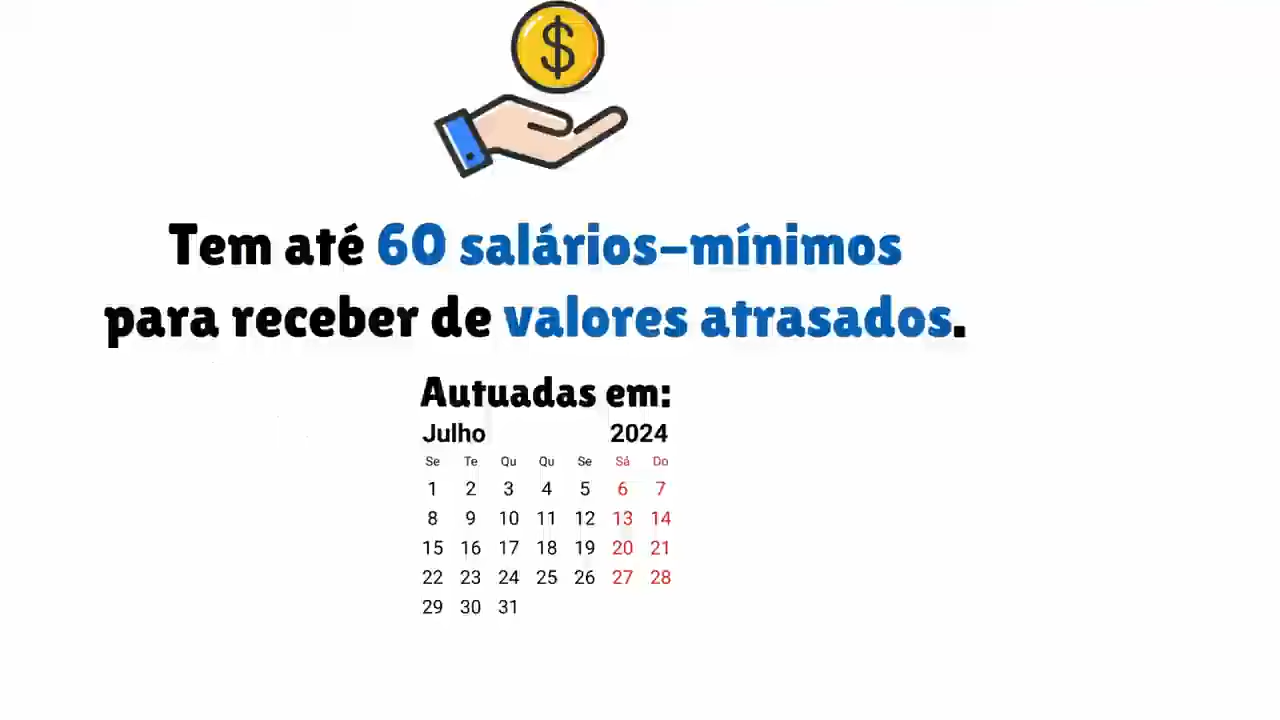 $
Tem até 60 salários-mínimos
para receber de valores atrasados.
Autuadas em:
Julho 2024
Se Te Qu Qu Se Sá Do
1 2 3 4 5 6 7
8 9 10 11 12 13 14
15 16 17 18 19 20 21
22 23 24 25 26 27 28
29 30 31